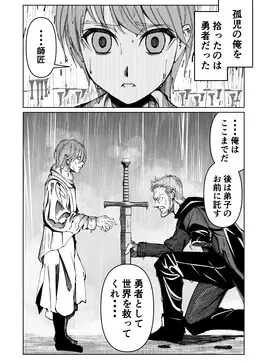 孤児の俺を
拾ったのは
勇者だった
・・・・師匠
・・・・俺は
ここまでだ
後は弟子の
お前に託す
勇者として
世界を救って
くれ・・・・